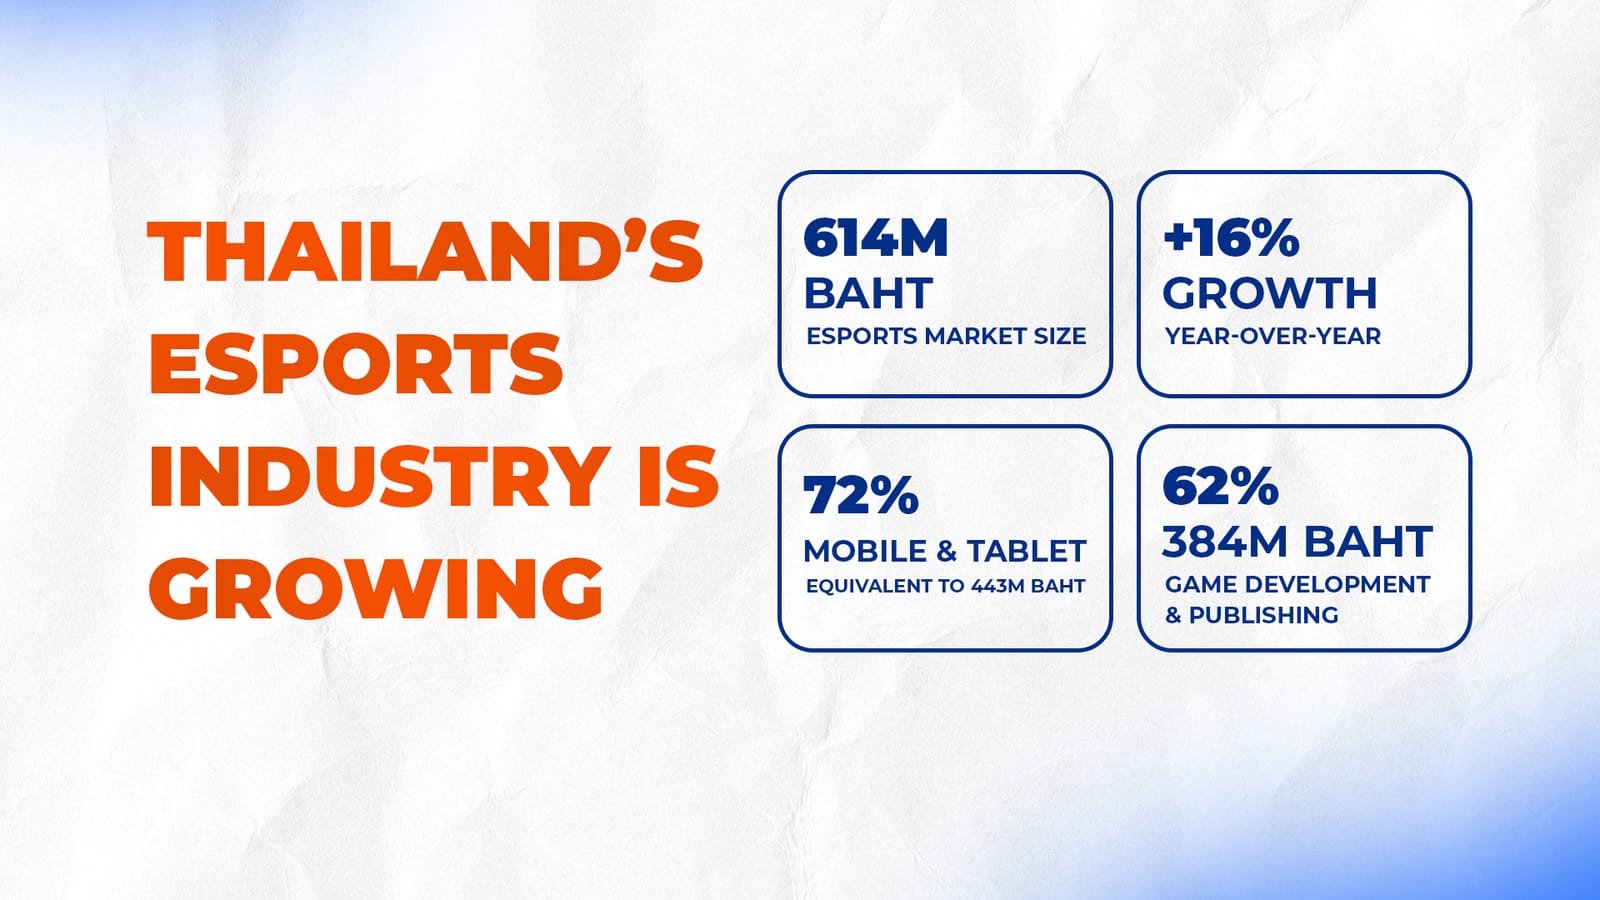 THAILAND’S
ESPORTS
INDUSTRY IS
GROWING
614M
BAHT
ESPORTS MARKET SIZE
+16%
GROWTH
YEAR-OVER-YEAR
72%
MOBILE & TABLET
EQUIVALENT TO 443M BAHT
62%
384M BAHT
GAME DEVELOPMENT
& PUBLISHING